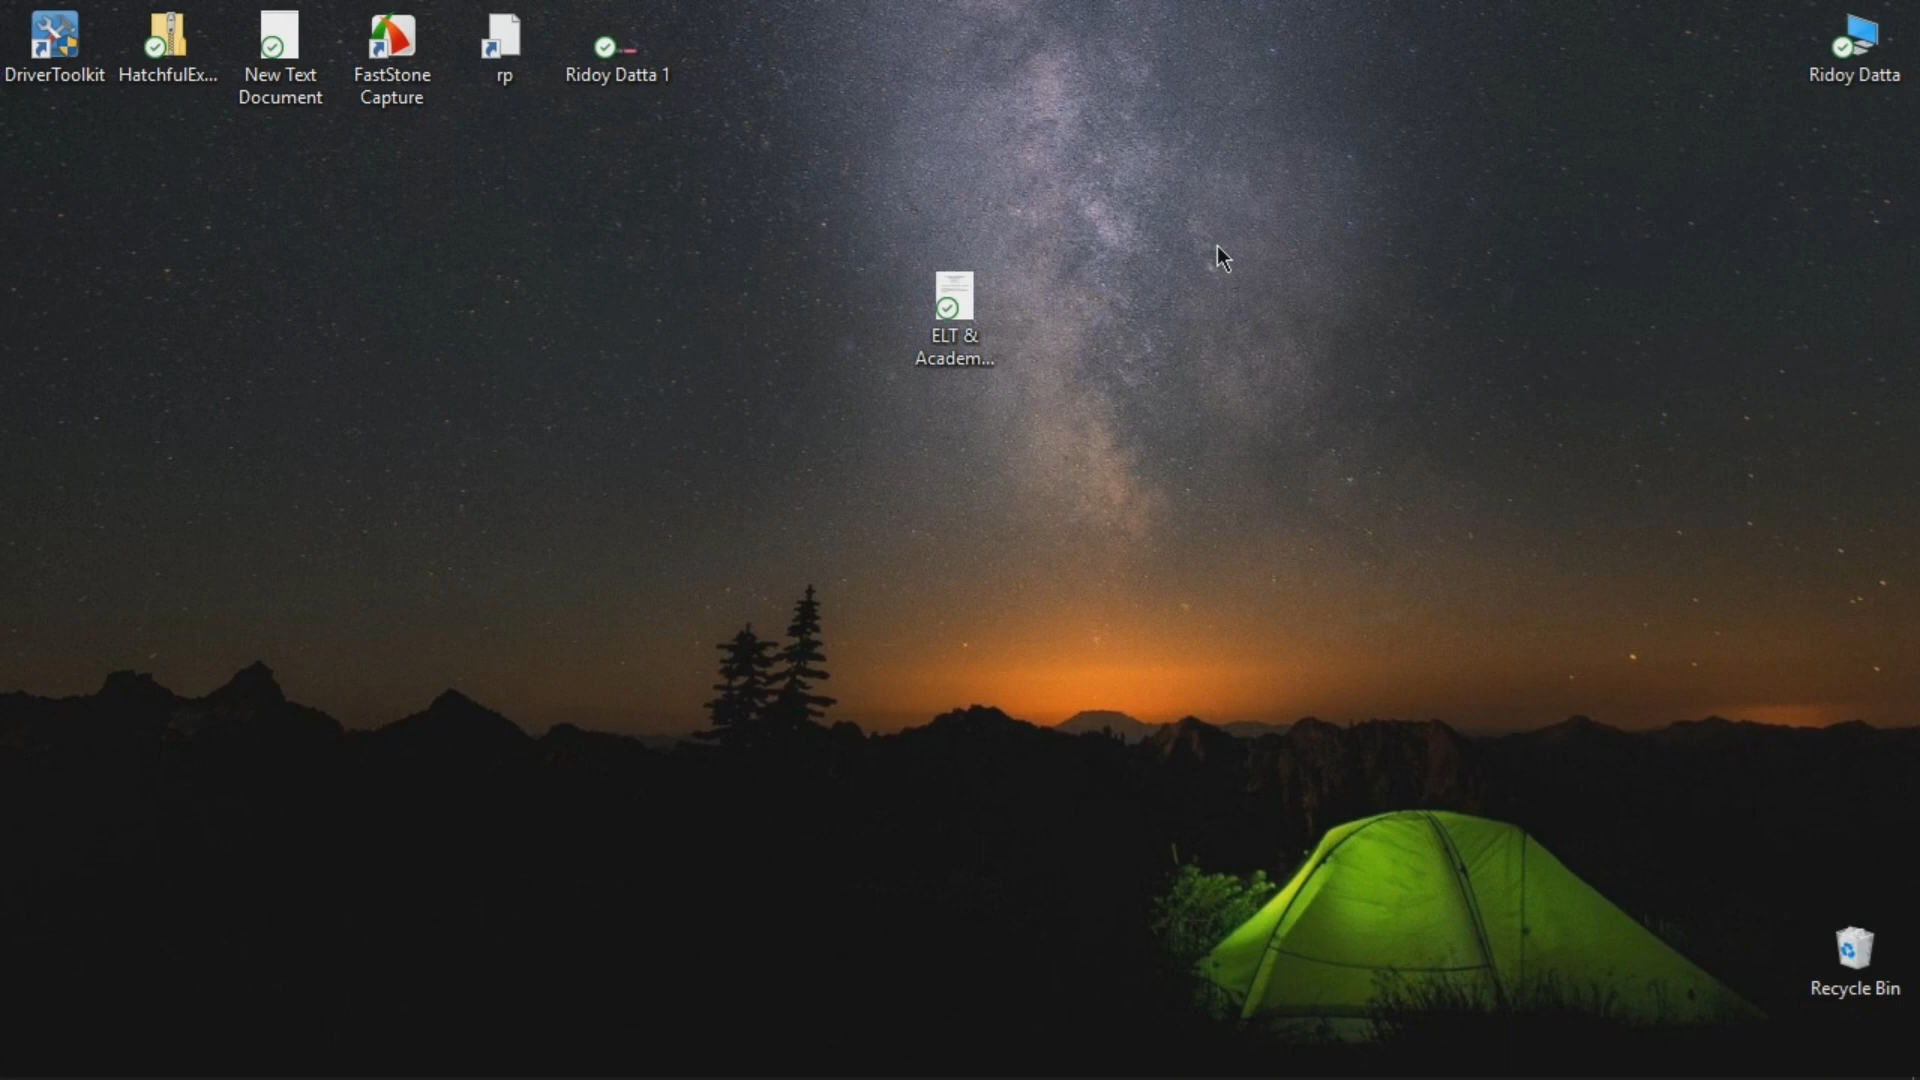 DriverToolkit
HatchfulEx...
New Text
Document
FastStone
Capture
rp
Ridoy Datta 1
Ridoy Datta
ELT &
Academ...
Recycle Bin